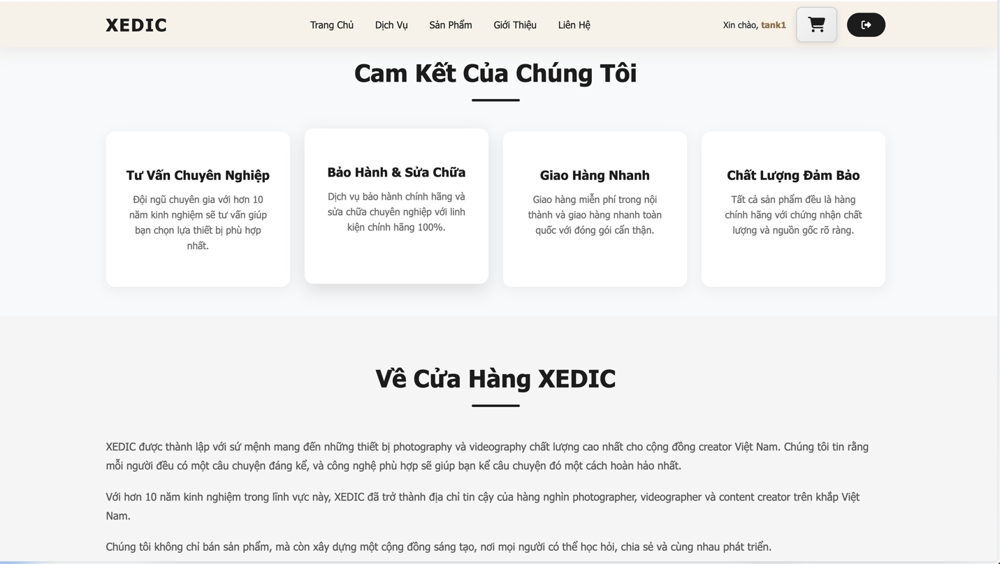 XEDIC
Trang Chủ
Dịch Vụ
Sản Phẩm
Giới Thiệu
Liên Hệ
Xin chào, tank1
Cam Kết Của Chúng Tôi
Tư Vấn Chuyên Nghiệp
Đội ngũ chuyên gia với hơn 10
năm kinh nghiệm sẽ tư vấn giúp
bạn chọn lựa thiết bị phù hợp
nhất.
Bảo Hành & Sửa Chữa
Dịch vụ bảo hành chính hãng và
sửa chữa chuyên nghiệp với linh
kiện chính hãng 100%.
Giao Hàng Nhanh
Giao hàng miễn phí trong nội
thành và giao hàng nhanh toàn
quốc với đóng gói cẩn thận.
Chất Lượng Đảm Bảo
Tất cả sản phẩm đều là hàng
chính hãng với chứng nhận chất
lượng và nguồn gốc rõ ràng.
Về Cửa Hàng XEDIC
XEDIC được thành lập với sứ mệnh mang đến những thiết bị photography và videography chất lượng cao nhất cho cộng đồng creator Việt Nam. Chúng tôi tin rằng
mỗi người đều có một câu chuyện đáng kể, và công nghệ phù hợp sẽ giúp bạn kể câu chuyện đó một cách hoàn hảo nhất.
Với hơn 10 năm kinh nghiệm trong lĩnh vực này, XEDIC đã trở thành địa chỉ tin cậy của hàng nghìn photographer, videographer và content creator trên khắp Việt
Nam.
Chúng tôi không chỉ bán sản phẩm, mà còn xây dựng một cộng đồng sáng tạo, nơi mọi người có thể học hỏi, chia sẻ và cùng nhau phát triển.